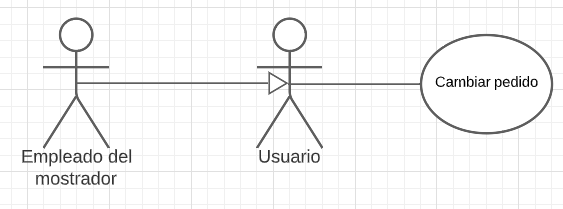 Cambiar pedido
Empleado del
mostrador
Usuario